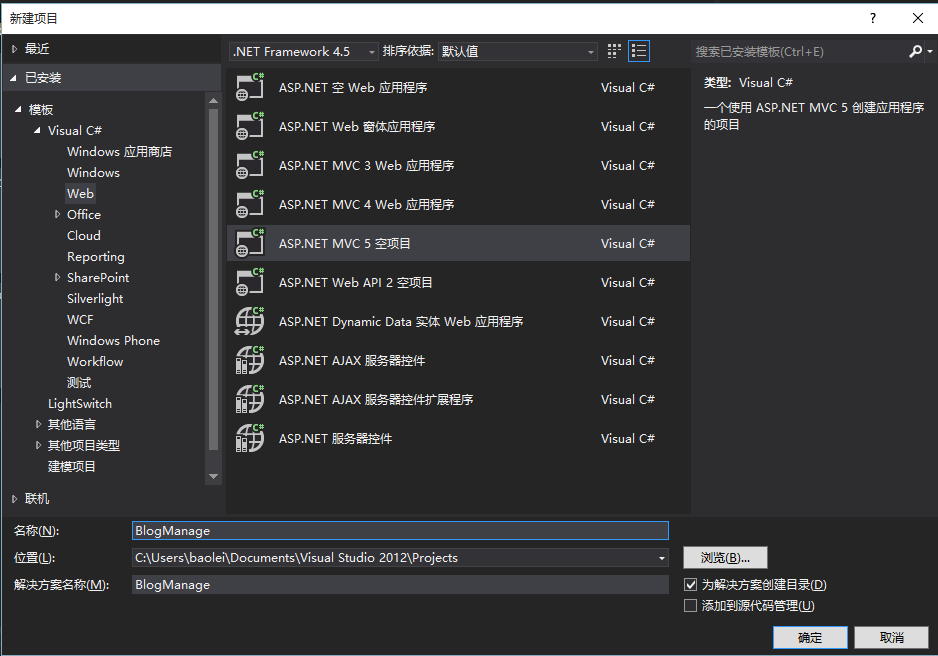 新建项目
?
最近
.NET Framework 4.5
排序依据:
默认值
搜索已安装模板(Ctrl+E)
已安装
模板
Visual C#
Windows 应用商店
Windows
Web
Office
Cloud
Reporting
SharePoint
Silverlight
WCF
Windows Phone
Workflow
测试
LightSwitch
其他语言
其他项目类型
建模项目
联机
ASP.NET 空 Web 应用程序 Visual C#
ASP.NET Web 窗体应用程序 Visual C#
ASP.NET MVC 3 Web 应用程序 Visual C#
ASP.NET MVC 4 Web 应用程序 Visual C#
ASP.NET MVC 5 空项目 Visual C#
ASP.NET Web API 2 空项目 Visual C#
ASP.NET Dynamic Data 实体 Web 应用程序 Visual C#
ASP.NET AJAX 服务器控件 Visual C#
ASP.NET AJAX 服务器控件扩展程序 Visual C#
ASP.NET 服务器控件 Visual C#
类型: Visual C#
一个使用 ASP.NET MVC 5 创建应用程序
的项目
名称(N): BlogManage
位置(L): C:\Users\baolei\Documents\Visual Studio 2012\Projects
浏览(B)...
解决方案名称(M): BlogManage
为解决方案创建目录(D)
添加到源代码管理(U)
确定
取消